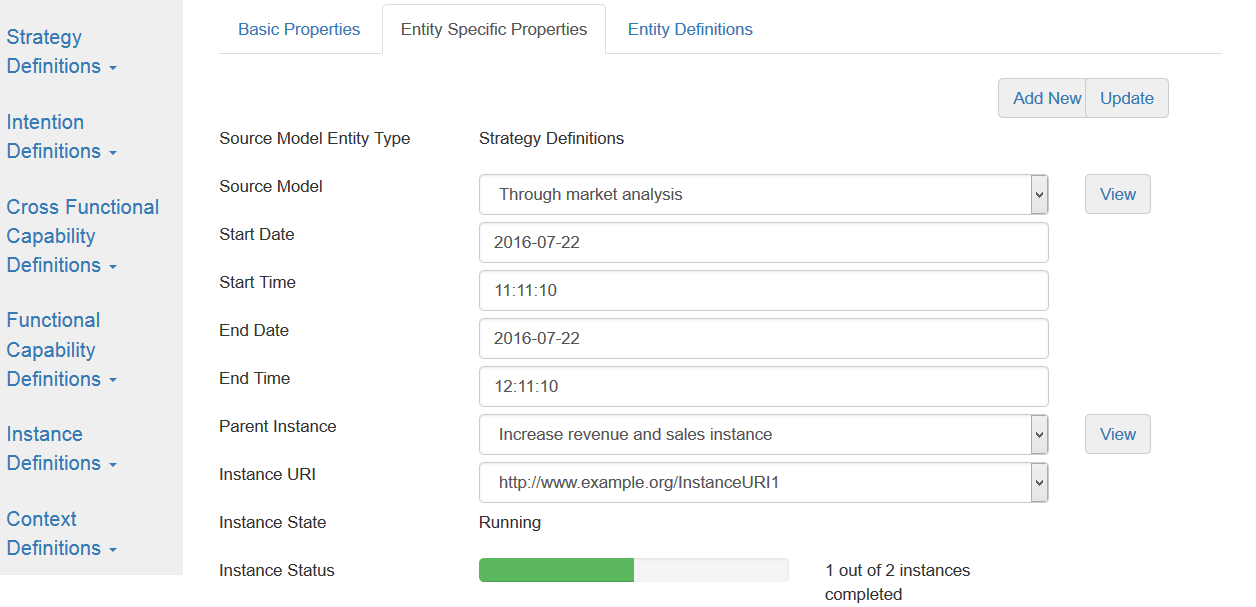 Strategy
Definitions
Intention
Definitions
Cross Functional
Capability
Definitions
Functional
Capability
Definitions
Instance
Definitions
Context
Definitions
Basic Properties Entity Specific Properties Entity Definitions
Add New Update
Source Model Entity Type Strategy Definitions
Source Model Through market analysis View
Start Date 2016-07-22
Start Time 11:11:10
End Date 2016-07-22
End Time 12:11:10
Parent Instance Increase revenue and sales instance View
Instance URI http://www.example.org/InstanceURI1
Instance State Running
Instance Status 1 out of 2 instances
completed